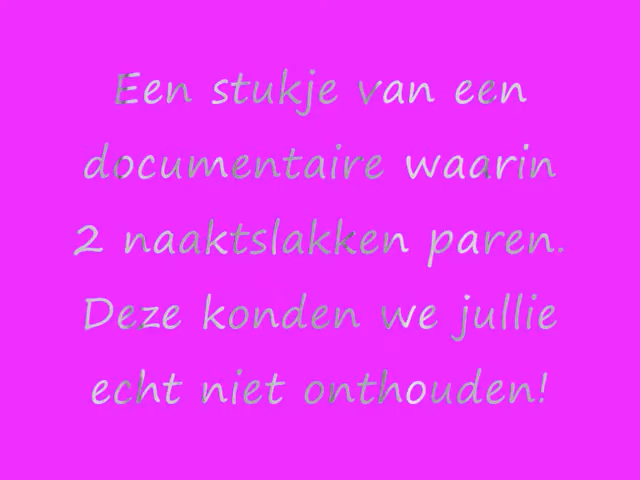 Een stukje van een
documentaire waarin
2 naaktslakken paren.
Deze konden we jullie
echt niet onthouden!